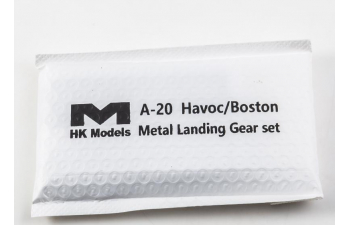 M A-20 Havoc/Boston
HK Models Metal Landing Gear set